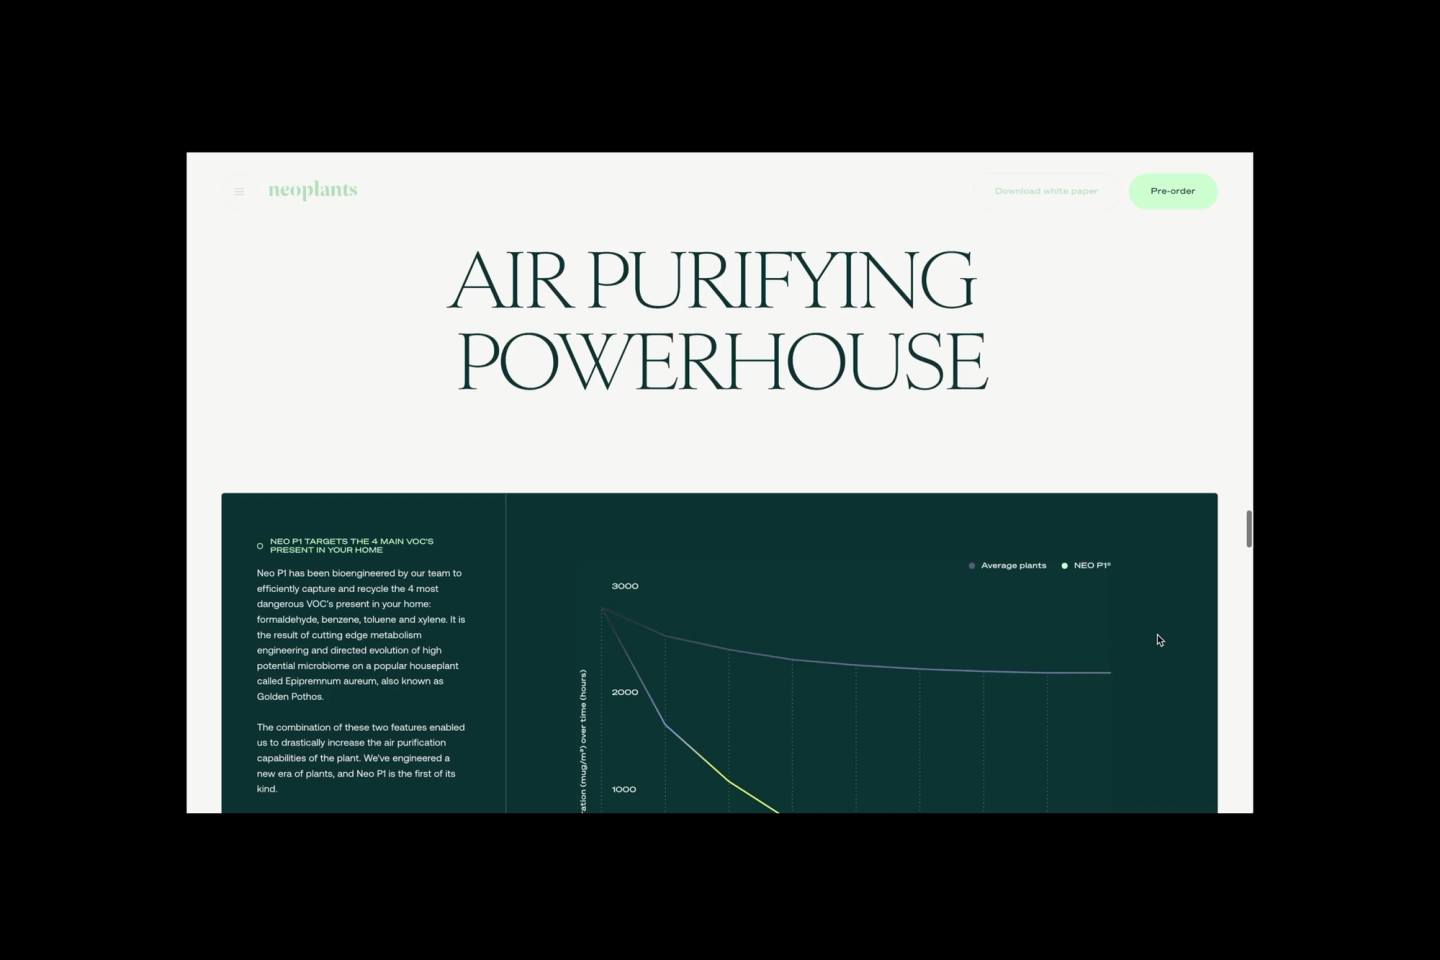 neoplants
Download white paper
Pre-order
AIR PURIFYING
POWERHOUSE
NEO P1 TARGETS THE 4 MAIN VOC'S
PRESENT IN YOUR HOME
Neo P1 has been bioengineered by our team to
efficiently capture and recycle the 4 most
dangerous VOC's present in your home:
formaldehyde, benzene, toluene and xylene. It is
the result of cutting edge metabolism
engineering and directed evolution of high
potential microbiome on a popular houseplant
called Epipremnum aureum, also known as
Golden Pothos.
The combination of these two features enabled
us to drastically increase the air purification
capabilities of the plant. We've engineered a
new era of plants, and Neo P1 is the first of its
kind.
Average plants
NEO P1®
3000
2000
1000
(mug/m³) over time (hours)